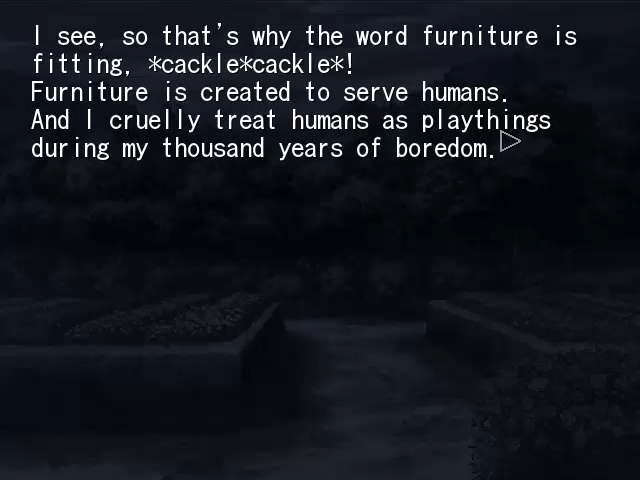 I see, so that's why the word furniture is
fitting, *cackle*cackle*!
Furniture is created to serve humans.
And I cruelly treat humans as playthings
during my thousand years of boredom.